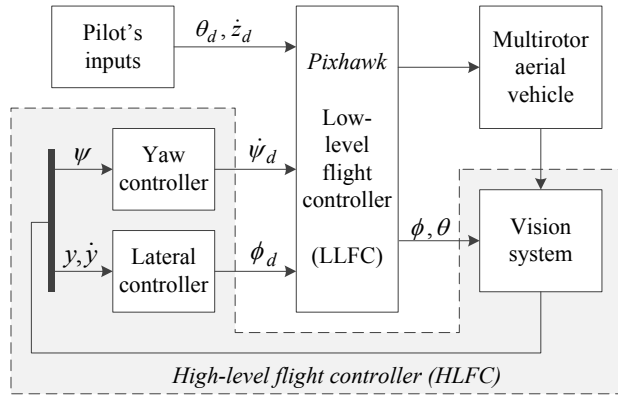 Pilot's
inputs
θ_d, ż_d
Pixhawk
Low-
level
flight
controller
(LLFC)
Multirotor
aerial
vehicle
ψ
Yaw
controller
ψ̇_d
y, ẏ
Lateral
controller
ϕ_d
ϕ, θ
Vision
system
High-level flight controller (HLFC)